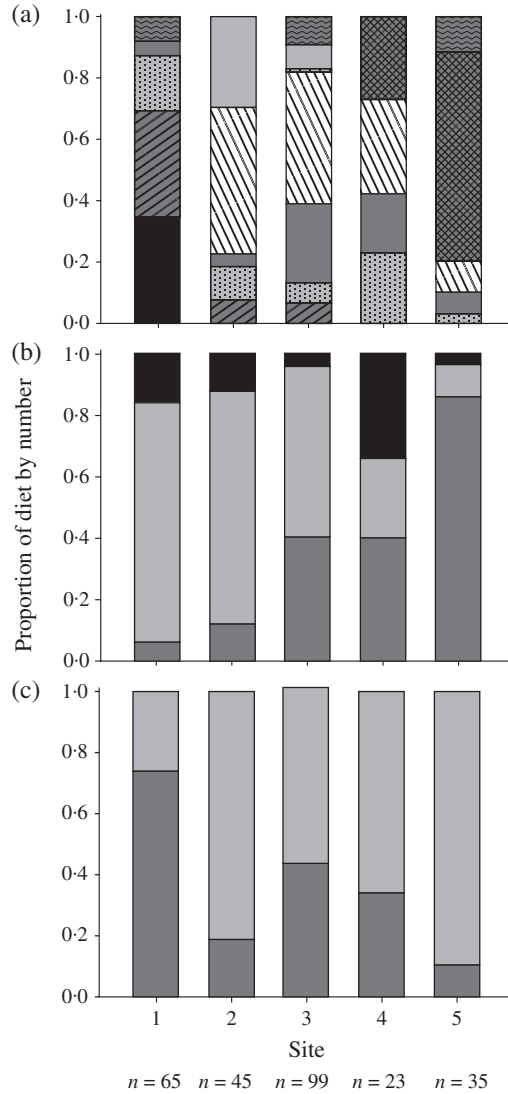 (a)
1·0
0·8
0·6
0·4
0·2
0·0
(b)
1·0
0·8
0·6
0·4
0·2
0·0
Proportion of diet by number
(c)
1·0
0·8
0·6
0·4
0·2
0·0
1 2 3 4 5
Site
n = 65 n = 45 n = 99 n = 23 n = 35